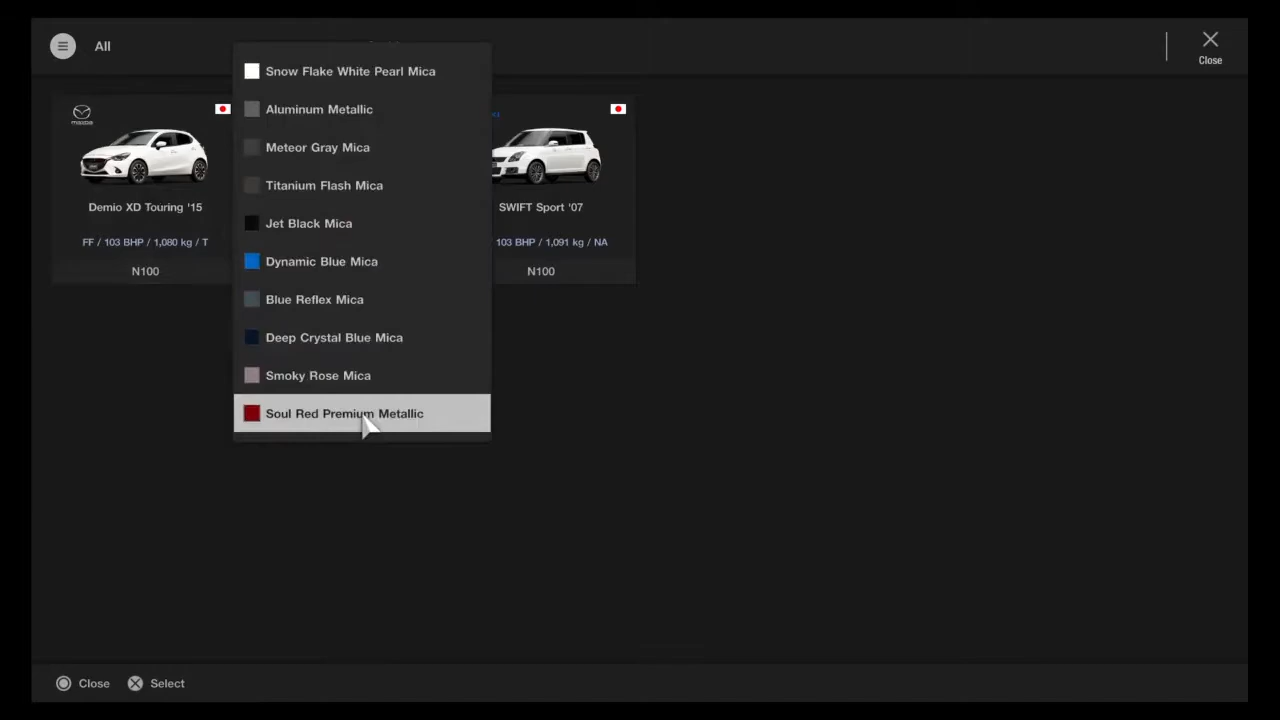 All
Close
mazda
Demio XD Touring '15
FF / 103 BHP / 1,080 kg / T
N100
Snow Flake White Pearl Mica
Aluminum Metallic
Meteor Gray Mica
Titanium Flash Mica
Jet Black Mica
Dynamic Blue Mica
Blue Reflex Mica
Deep Crystal Blue Mica
Smoky Rose Mica
Soul Red Premium Metallic
SWIFT Sport '07
103 BHP / 1,091 kg / NA
N100
Close
Select